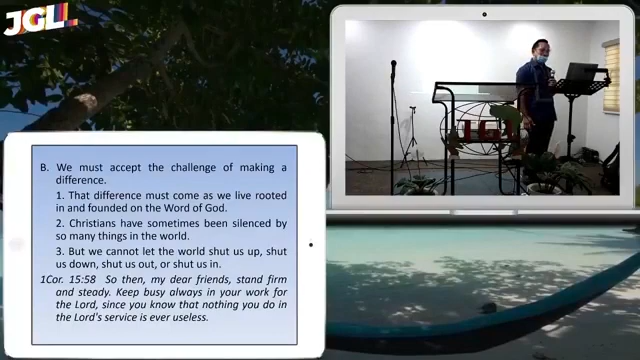 JGL
B. We must accept the challenge of making a
difference.
1. That difference must come as we live rooted
in and founded on the Word of God.
2. Christians have sometimes been silenced by
so many things in the world.
3. But we cannot let the world shut us up, shut
us down, shut us out, or shut us in.
1Cor. 15:58 So then, my dear friends, stand firm
and steady. Keep busy always in your work for
the Lord, since you know that nothing you do in
the Lord's service is ever useless.
JGL